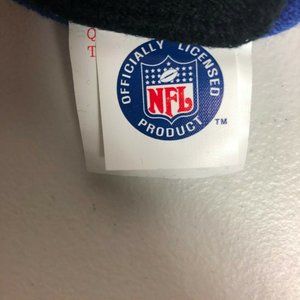 Q
T
OFFICIALLY LICENSED
NFL
PRODUCT
TM